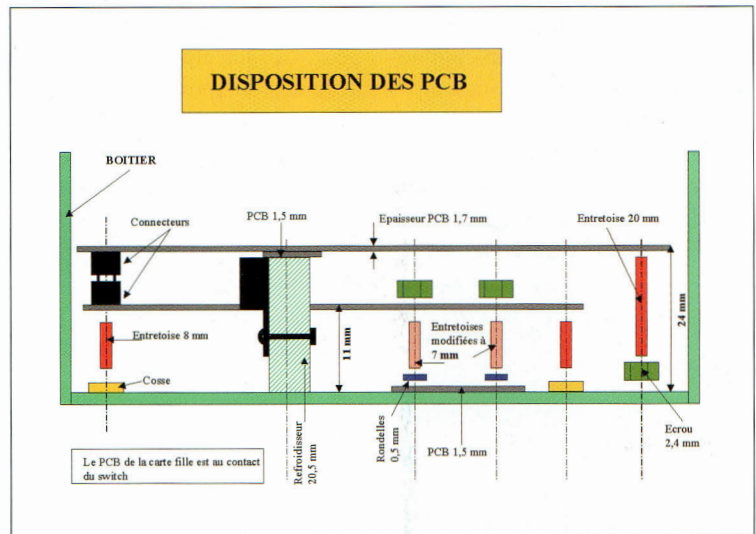 DISPOSITION DES PCB
BOITIER
Connecteurs
PCB 1,5 mm
Epaisseur PCB 1,7 mm
Entretoise 20 mm
Entretoise 8 mm
11 mm
Entretoises
modifiées à
7 mm
24 mm
Cosse
Refroidisseur
20,5 mm
Rondelles
0,5 mm
PCB 1,5 mm
Ecrou
2,4 mm
Le PCB de la carte fille est au contact
du switch